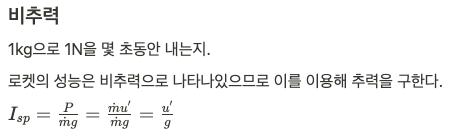 비추력
1kg으로 1N을 몇 초동안 내는지.
로켓의 성능은 비추력으로 나타나있으므로 이를 이용해 추력을 구한다.
$I_{sp} = \frac{P}{\dot{m}g} = \frac{\dot{m}u'}{\dot{m}g} = \frac{u'}{g}$